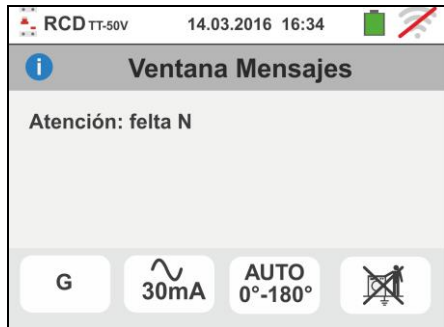 RCD TT-50V 14.03.2016 16:34
i Ventana Mensajes
Atención: felta N
G
30mA
AUTO
0°-180°